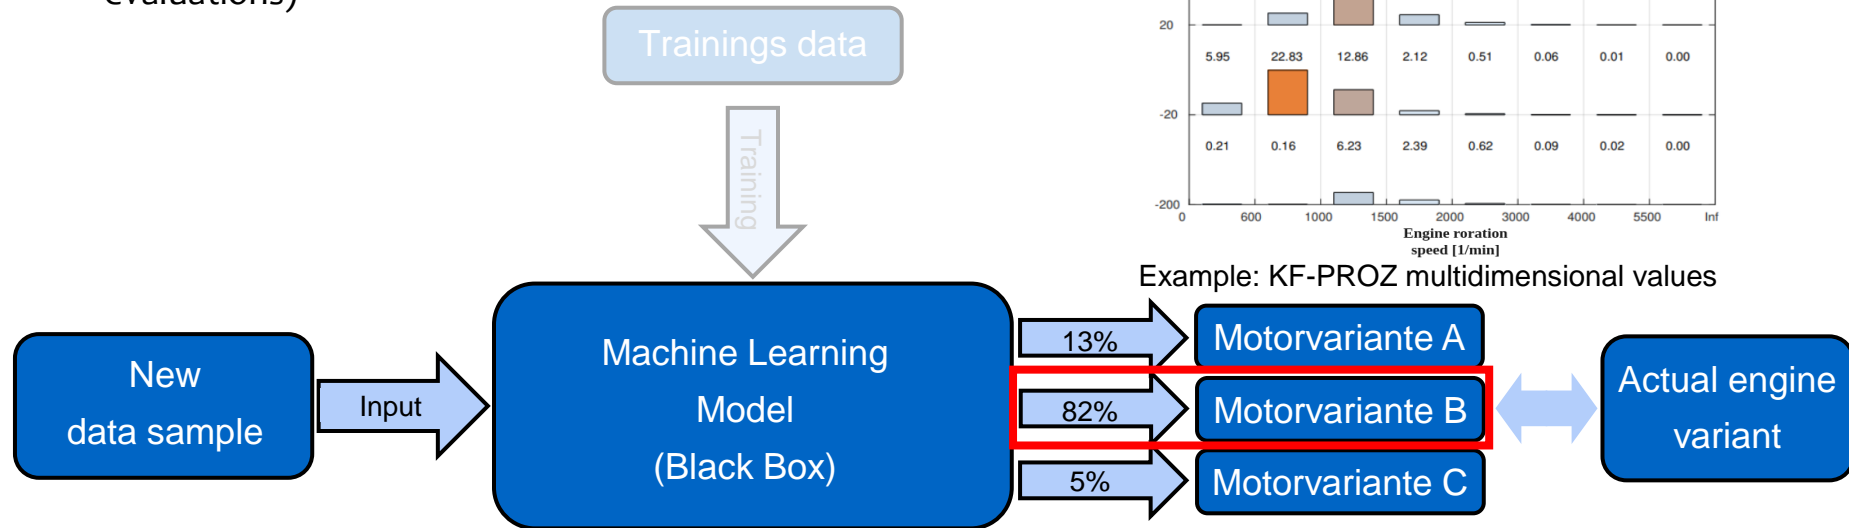 evaluations)
Trainings data
Training
20
5.95 22.83 12.86 2.12 0.51 0.06 0.01 0.00
-20
0.21 0.16 6.23 2.39 0.62 0.09 0.02 0.00
-200
0 600 1000 1500 2000 3000 4000 5500 Inf
Engine roration
speed [1/min]
Example: KF-PROZ multidimensional values
New
data sample
Input
Machine Learning
Model
(Black Box)
13%
Motorvariante A
82%
Motorvariante B
5%
Motorvariante C
Actual engine
variant